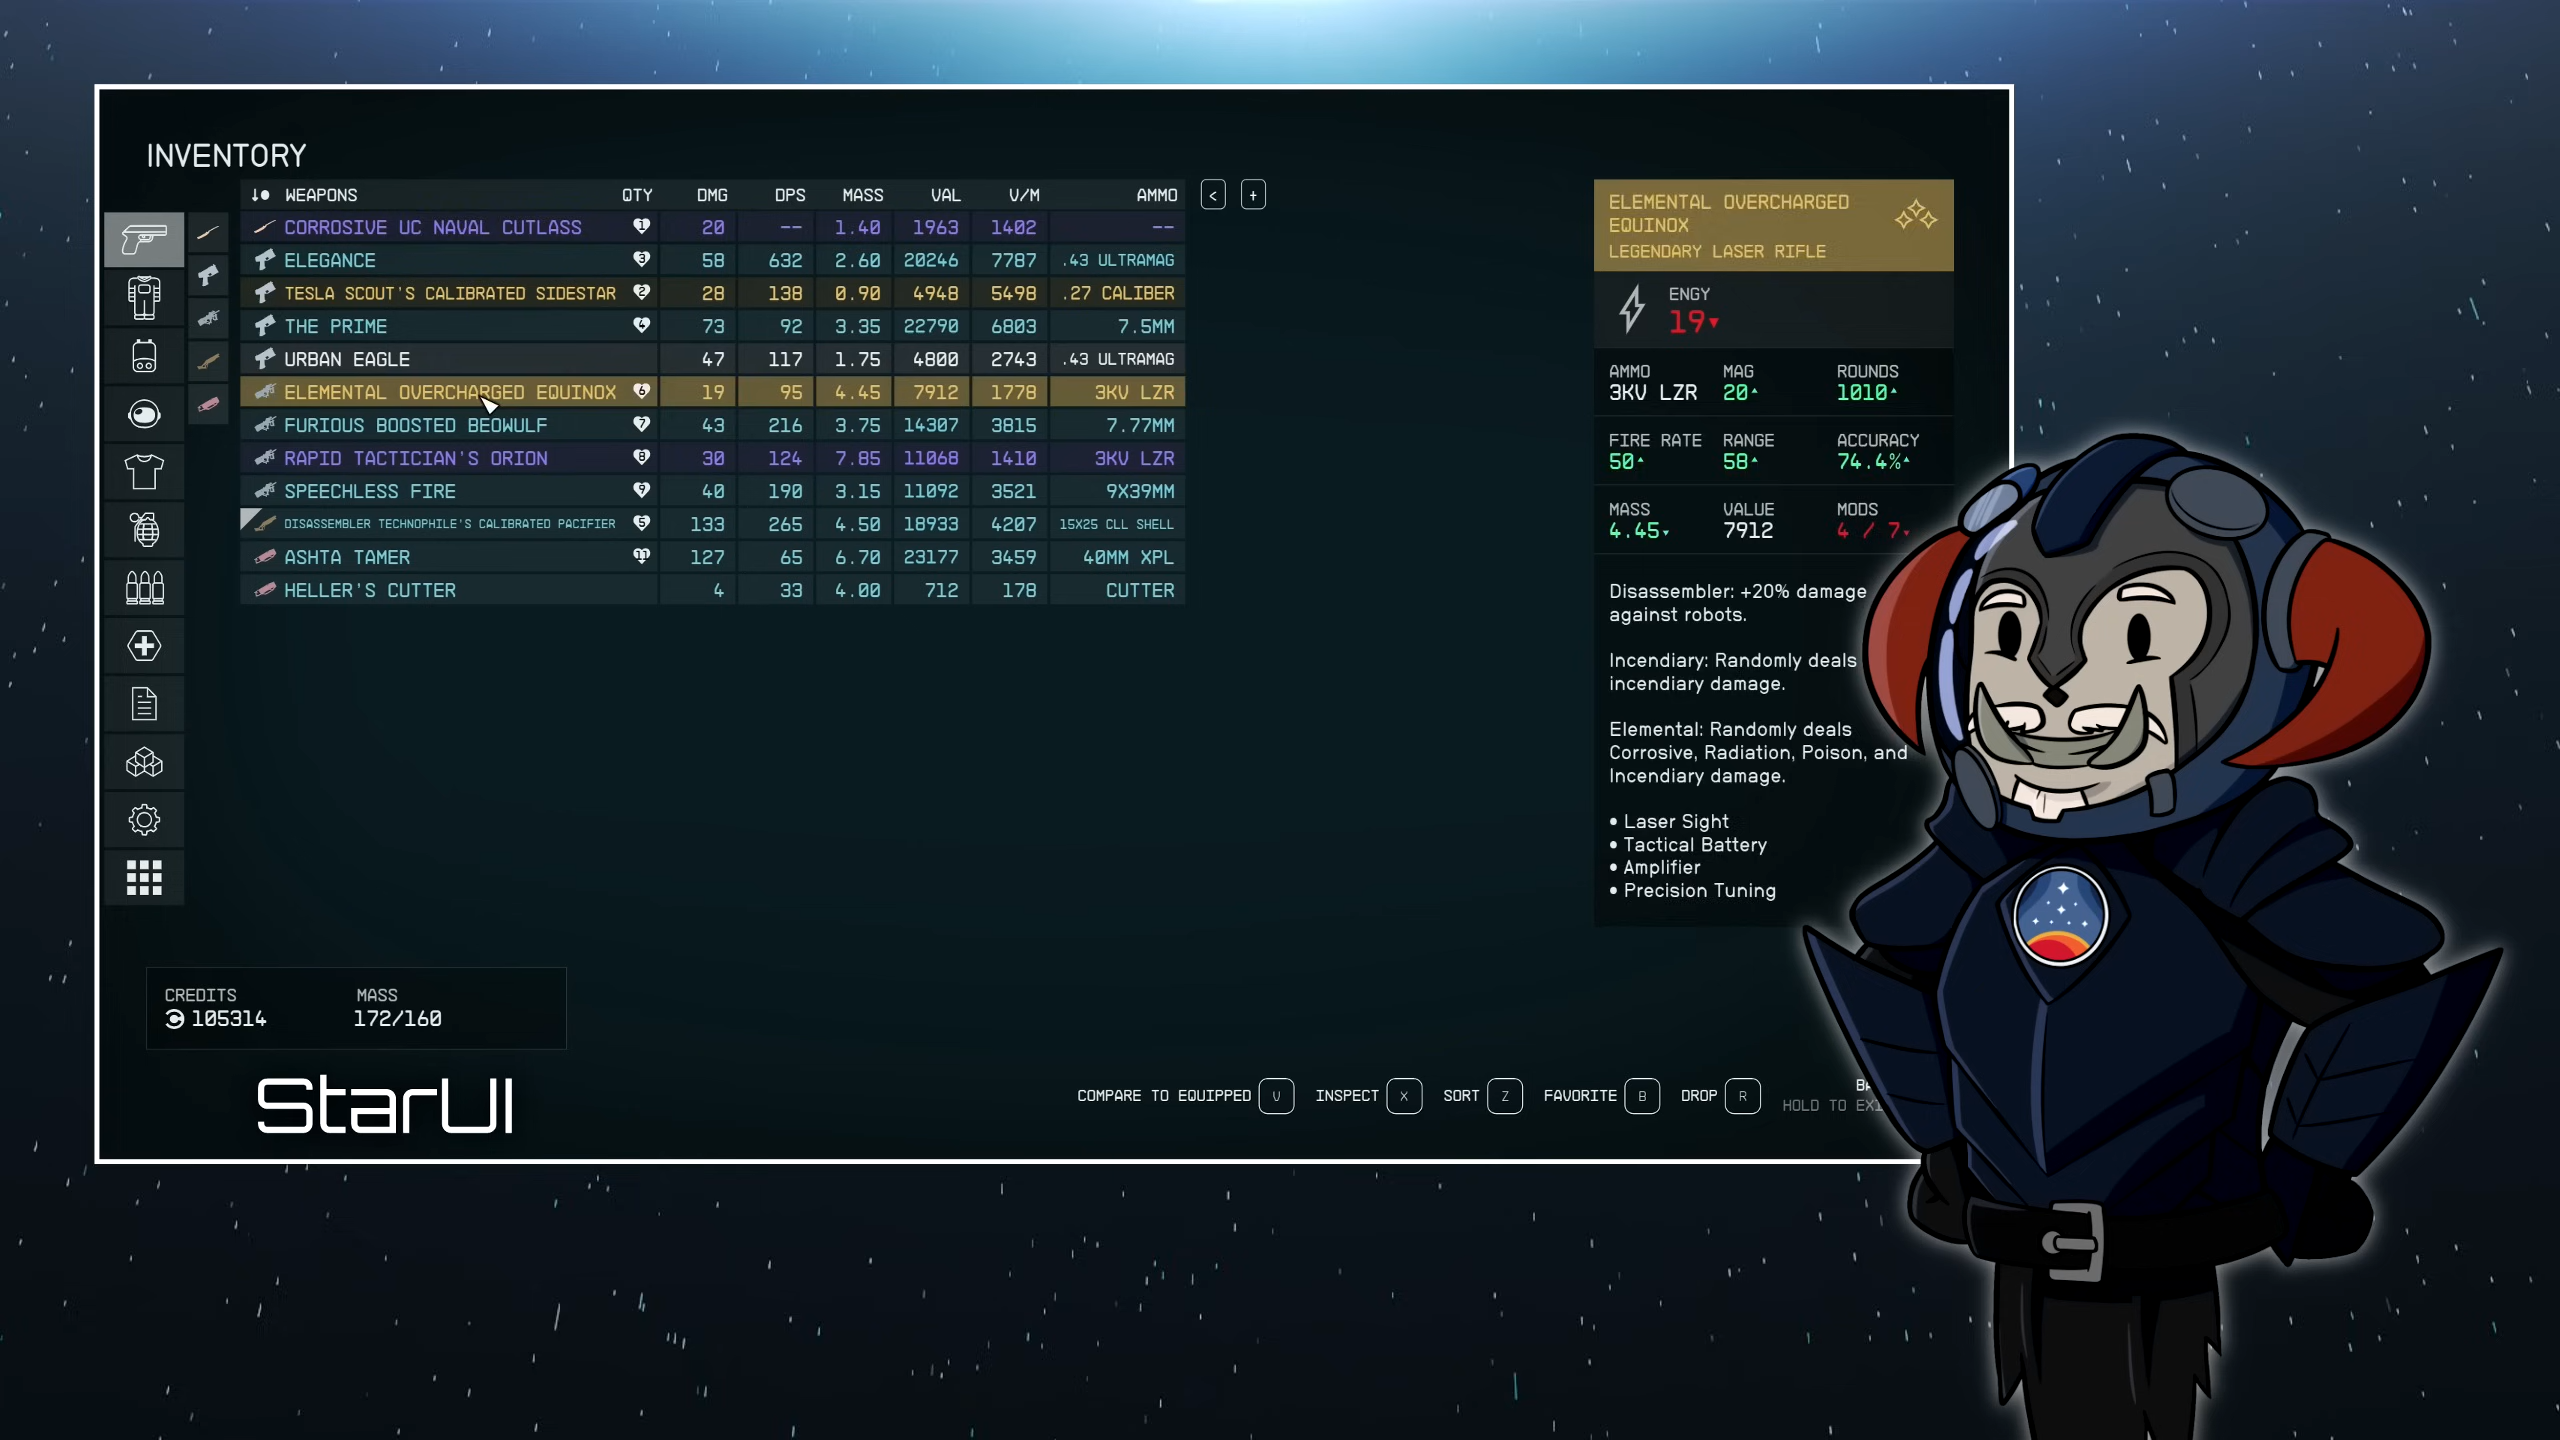 INVENTORY
WEAPONS QTY DMG DPS MASS VAL V/M AMMO < +
CORROSIVE UC NAVAL CUTLASS 1 20 -- 1.40 1963 1402 --
ELEGANCE 3 58 632 2.60 20246 7787 .43 ULTRAMAG
TESLA SCOUT'S CALIBRATED SIDESTAR 2 28 138 0.90 4948 5498 .27 CALIBER
THE PRIME 4 73 92 3.35 22790 6803 7.5MM
URBAN EAGLE 47 117 1.75 4800 2743 .43 ULTRAMAG
ELEMENTAL OVERCHARGED EQUINOX 6 19 95 4.45 7912 1778 3KV LZR
FURIOUS BOOSTED BEOWULF 7 43 216 3.75 14307 3815 7.77MM
RAPID TACTICIAN'S ORION 8 30 124 7.85 11068 1410 3KV LZR
SPEECHLESS FIRE 9 40 190 3.15 11092 3521 9X39MM
DISASSEMBLER TECHNOPHILE'S CALIBRATED PACIFIER 5 133 265 4.50 18933 4207 15X25 CLL SHELL
ASHTA TAMER 11 127 65 6.70 23177 3459 40MM XPL
HELLER'S CUTTER 4 33 4.00 712 178 CUTTER
ELEMENTAL OVERCHARGED
EQUINOX
LEGENDARY LASER RIFLE
ENGY
19
AMMO MAG ROUNDS
3KV LZR 20 1010
FIRE RATE RANGE ACCURACY
50 58 74.4%
MASS VALUE MODS
4.45 7912 4 / 7
Disassembler: +20% damage
against robots.
Incendiary: Randomly deals
incendiary damage.
Elemental: Randomly deals
Corrosive, Radiation, Poison, and
Incendiary damage.
• Laser Sight
• Tactical Battery
• Amplifier
• Precision Tuning
CREDITS MASS
105314 172/160
StarUI
COMPARE TO EQUIPPED V INSPECT X SORT Z FAVORITE B DROP R
HOLD TO